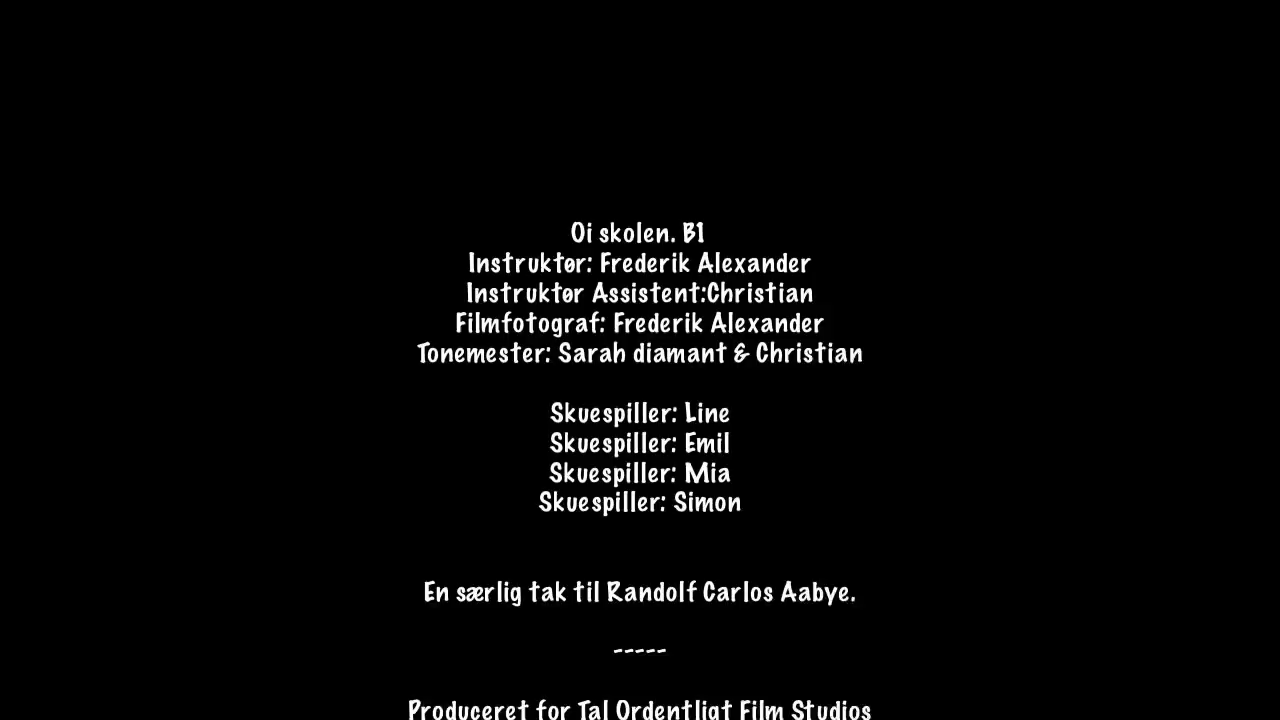 Oi skolen. B1
Instruktør: Frederik Alexander
Instruktør Assistent:Christian
Filmfotograf: Frederik Alexander
Tonemester: Sarah diamant & Christian
Skuespiller: Line
Skuespiller: Emil
Skuespiller: Mia
Skuespiller: Simon
En særlig tak til Randolf Carlos Aabye.
-----
Produceret for Tal Ordentligt Film Studios